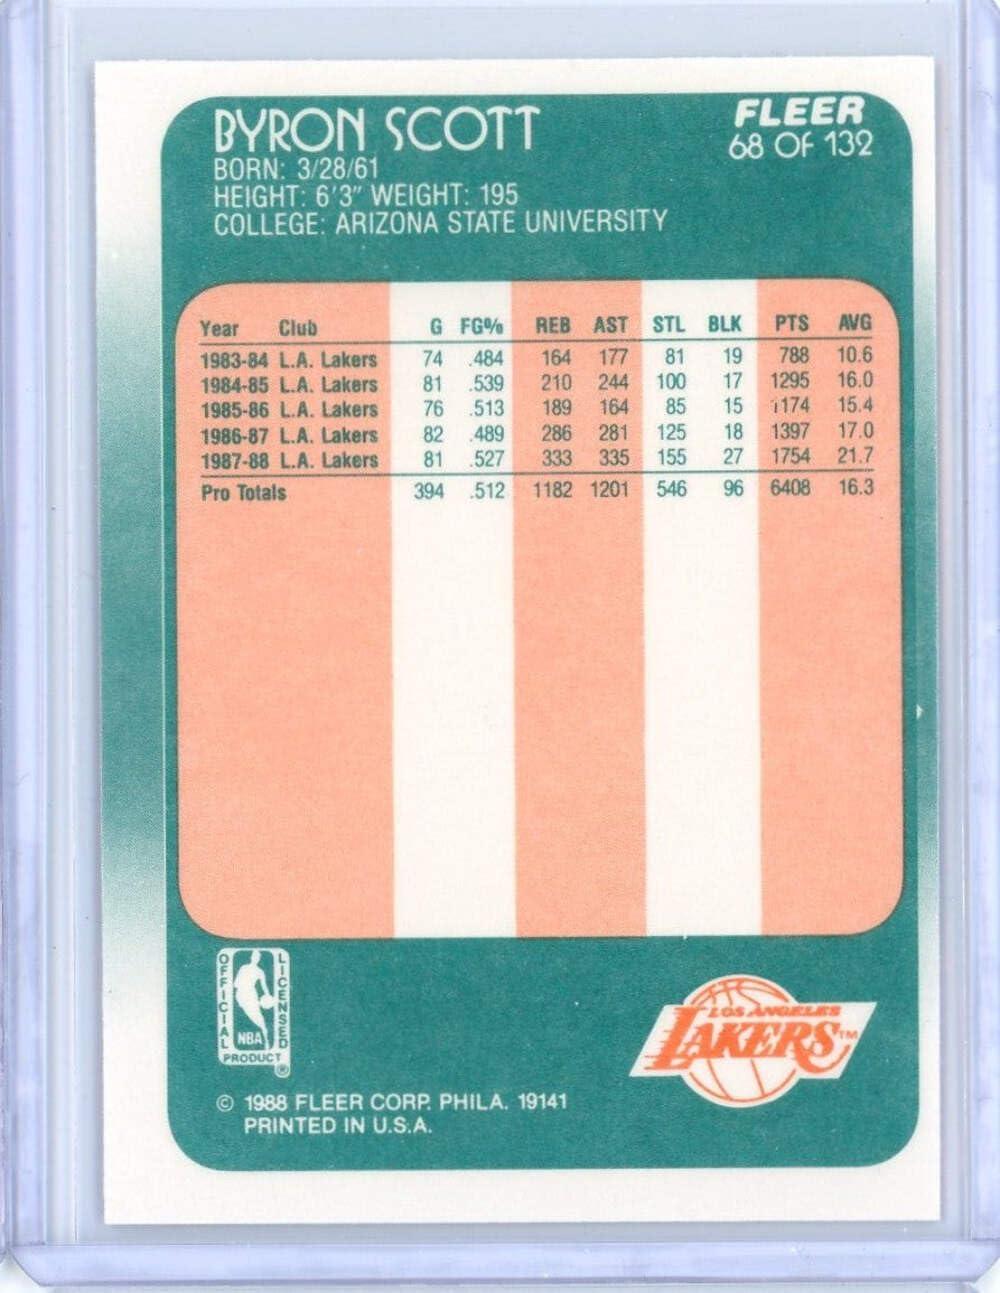 BYRON SCOTT
FLEER
68 OF 132
BORN: 3/28/61
HEIGHT: 6'3" WEIGHT: 195
COLLEGE: ARIZONA STATE UNIVERSITY
Year Club G FG% REB AST STL BLK PTS AVG
1983-84 L.A. Lakers 74 .484 164 177 81 19 788 10.6
1984-85 L.A. Lakers 81 .539 210 244 100 17 1295 16.0
1985-86 L.A. Lakers 76 .513 189 164 85 15 1174 15.4
1986-87 L.A. Lakers 82 .489 286 281 125 18 1397 17.0
1987-88 L.A. Lakers 81 .527 333 335 155 27 1754 21.7
Pro Totals 394 .512 1182 1201 546 96 6408 16.3
OFFICIAL
LICENSED
NBA
PRODUCT ®
LOS ANGELES
LAKERS™
© 1988 FLEER CORP. PHILA. 19141
PRINTED IN U.S.A.